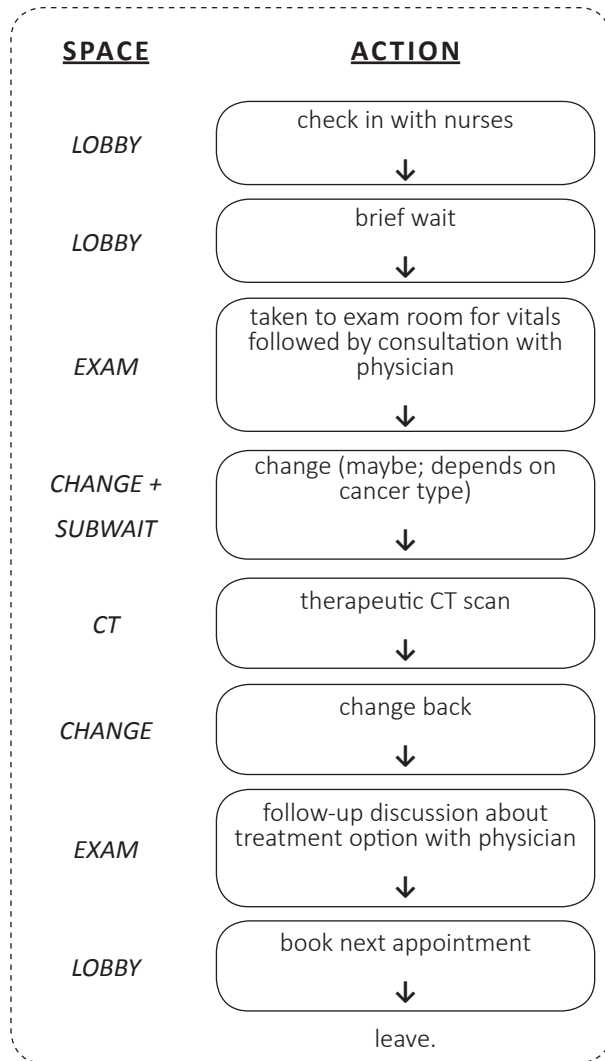 SPACE ACTION
LOBBY check in with nurses
LOBBY brief wait
taken to exam room for vitals
EXAM followed by consultation with
physician
CHANGE + change (maybe; depends on
SUBWAIT cancer type)
CT therapeutic CT scan
CHANGE change back
EXAM follow-up discussion about
treatment option with physician
LOBBY book next appointment
leave.